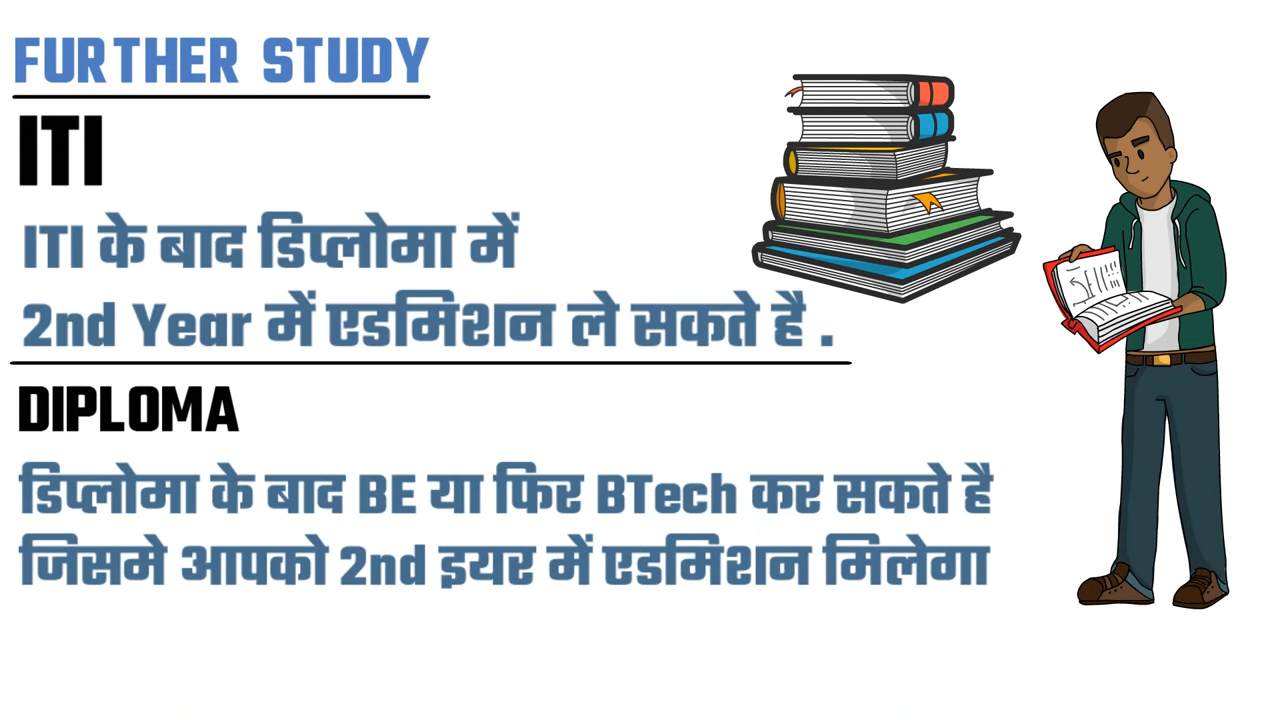 FURTHER STUDY
ITI
ITI के बाद डिप्लोमा में
2nd Year में एडमिशन ले सकते है .
DIPLOMA
डिप्लोमा के बाद BE या फिर BTech कर सकते है
जिसमे आपको 2nd इयर में एडमिशन मिलेगा